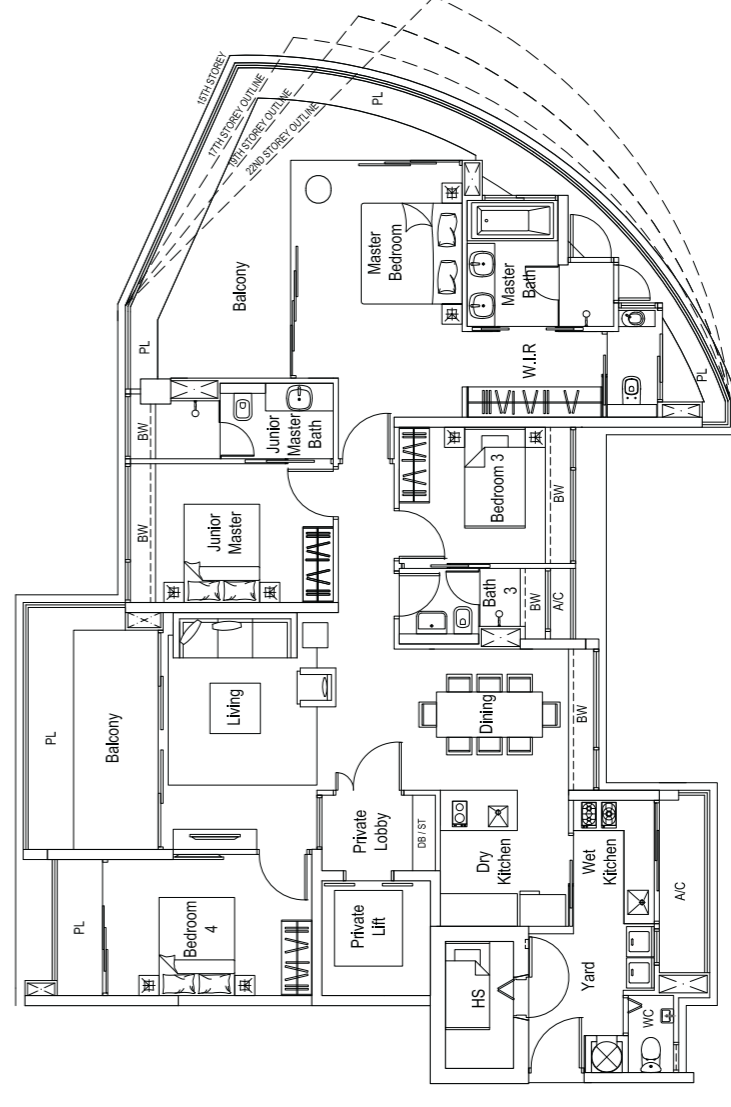 15TH STOREY
17TH STOREY OUTLINE
19TH STOREY OUTLINE
22ND STOREY OUTLINE
PL
Master
Bedroom
Balcony
Master
Bath
PL
W.I.R
PL
BW
Junior
Master
Bath
Bedroom 3
BW
BW
Junior
Master
Bath
3
BW
A/C
PL
Balcony
Living
Dining
BW
Private
Lobby
DB / ST
Dry
Kitchen
Wet
Kitchen
A/C
PL
Bedroom
4
Private
Lift
HS
Yard
WC